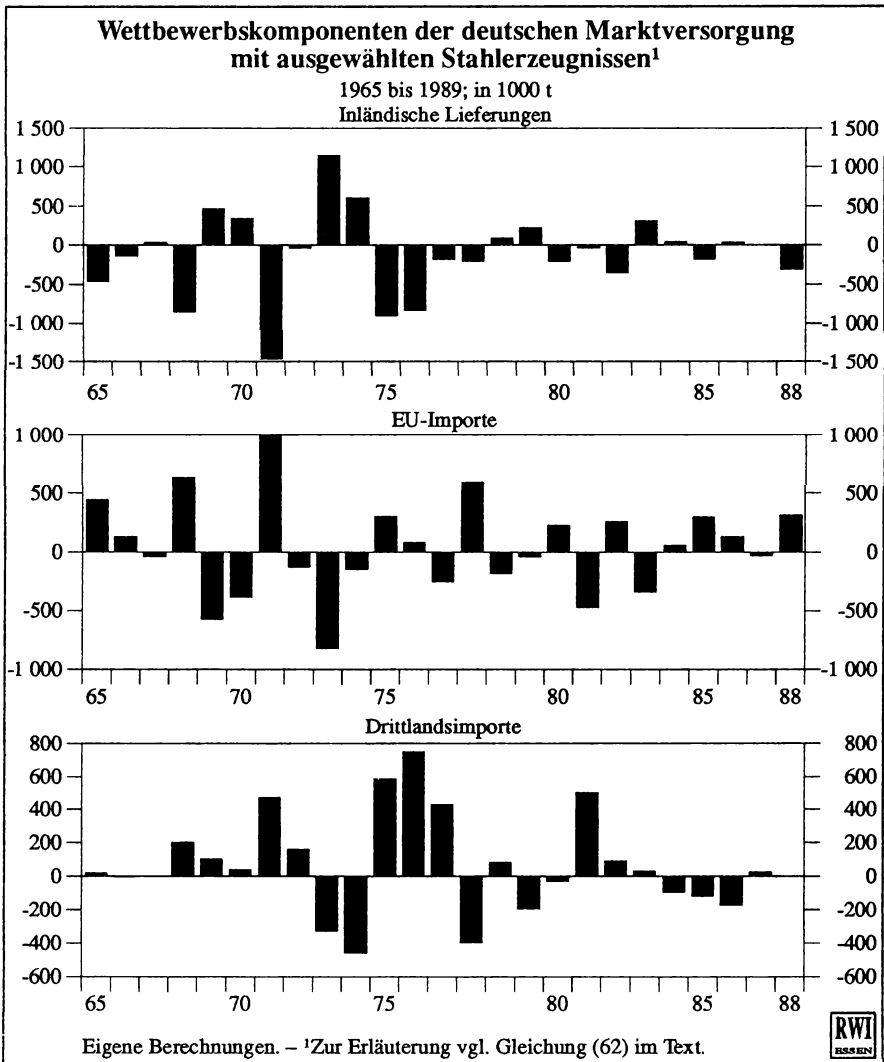 Wettbewerbskomponenten der deutschen Marktversorgung
mit ausgewählten Stahlerzeugnissen¹
1965 bis 1989; in 1000 t
Inländische Lieferungen
1 500 1 500
1 000 1 000
500 500
0 0
-500 -500
-1 000 -1 000
-1 500 -1 500
65 70 75 80 85 88
EU-Importe
1 000 1 000
500 500
0 0
-500 -500
-1 000 -1 000
65 70 75 80 85 88
Drittlandsimporte
800 800
600 600
400 400
200 200
0 0
-200 -200
-400 -400
-600 -600
65 70 75 80 85 88
Eigene Berechnungen. – ¹Zur Erläuterung vgl. Gleichung (62) im Text.
RWI
ESSEN